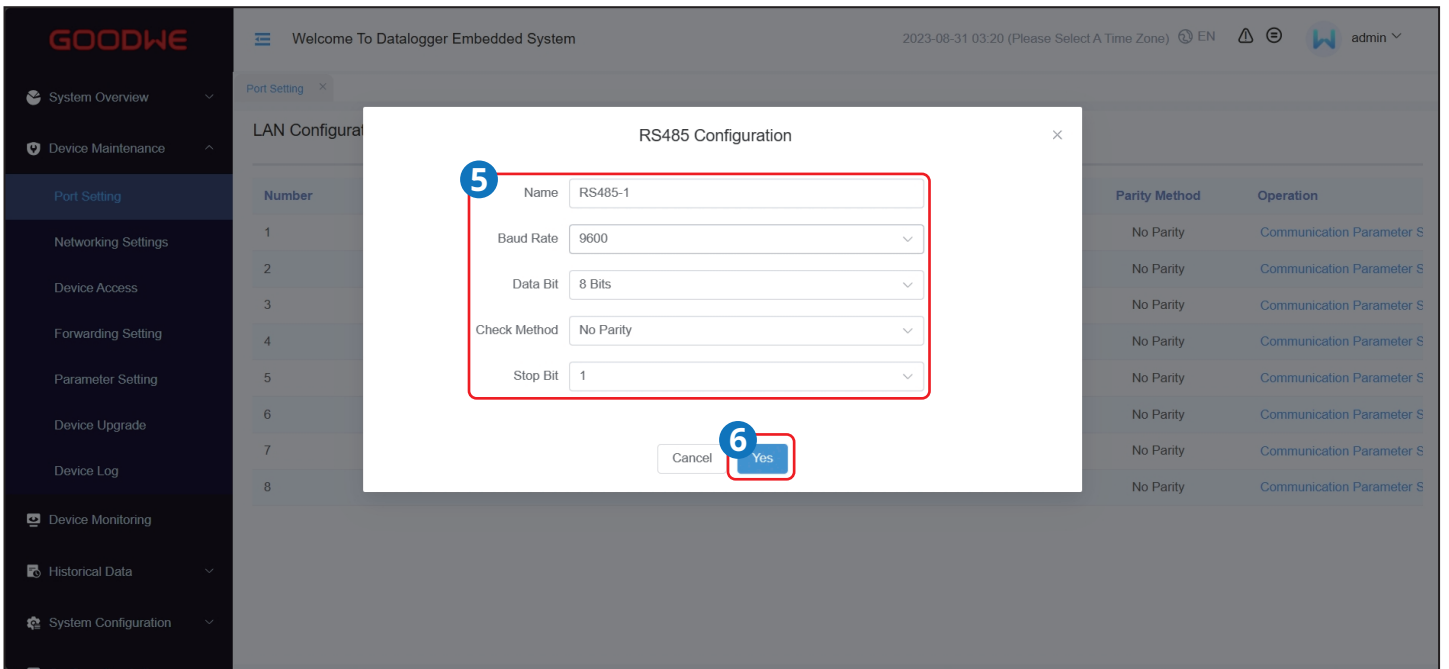 GOODWE
Welcome To Datalogger Embedded System
2023-08-31 03:20 (Please Select A Time Zone) EN
admin
System Overview
Device Maintenance
Port Setting
Networking Settings
Device Access
Forwarding Setting
Parameter Setting
Device Upgrade
Device Log
Device Monitoring
Historical Data
System Configuration
Port Setting ×
LAN Configurat
Number Parity Method Operation
1 No Parity Communication Parameter S
2 No Parity Communication Parameter S
3 No Parity Communication Parameter S
4 No Parity Communication Parameter S
5 No Parity Communication Parameter S
6 No Parity Communication Parameter S
7 No Parity Communication Parameter S
8 No Parity Communication Parameter S
RS485 Configuration ×
5
Name RS485-1
Baud Rate 9600
Data Bit 8 Bits
Check Method No Parity
Stop Bit 1
6
Cancel Yes